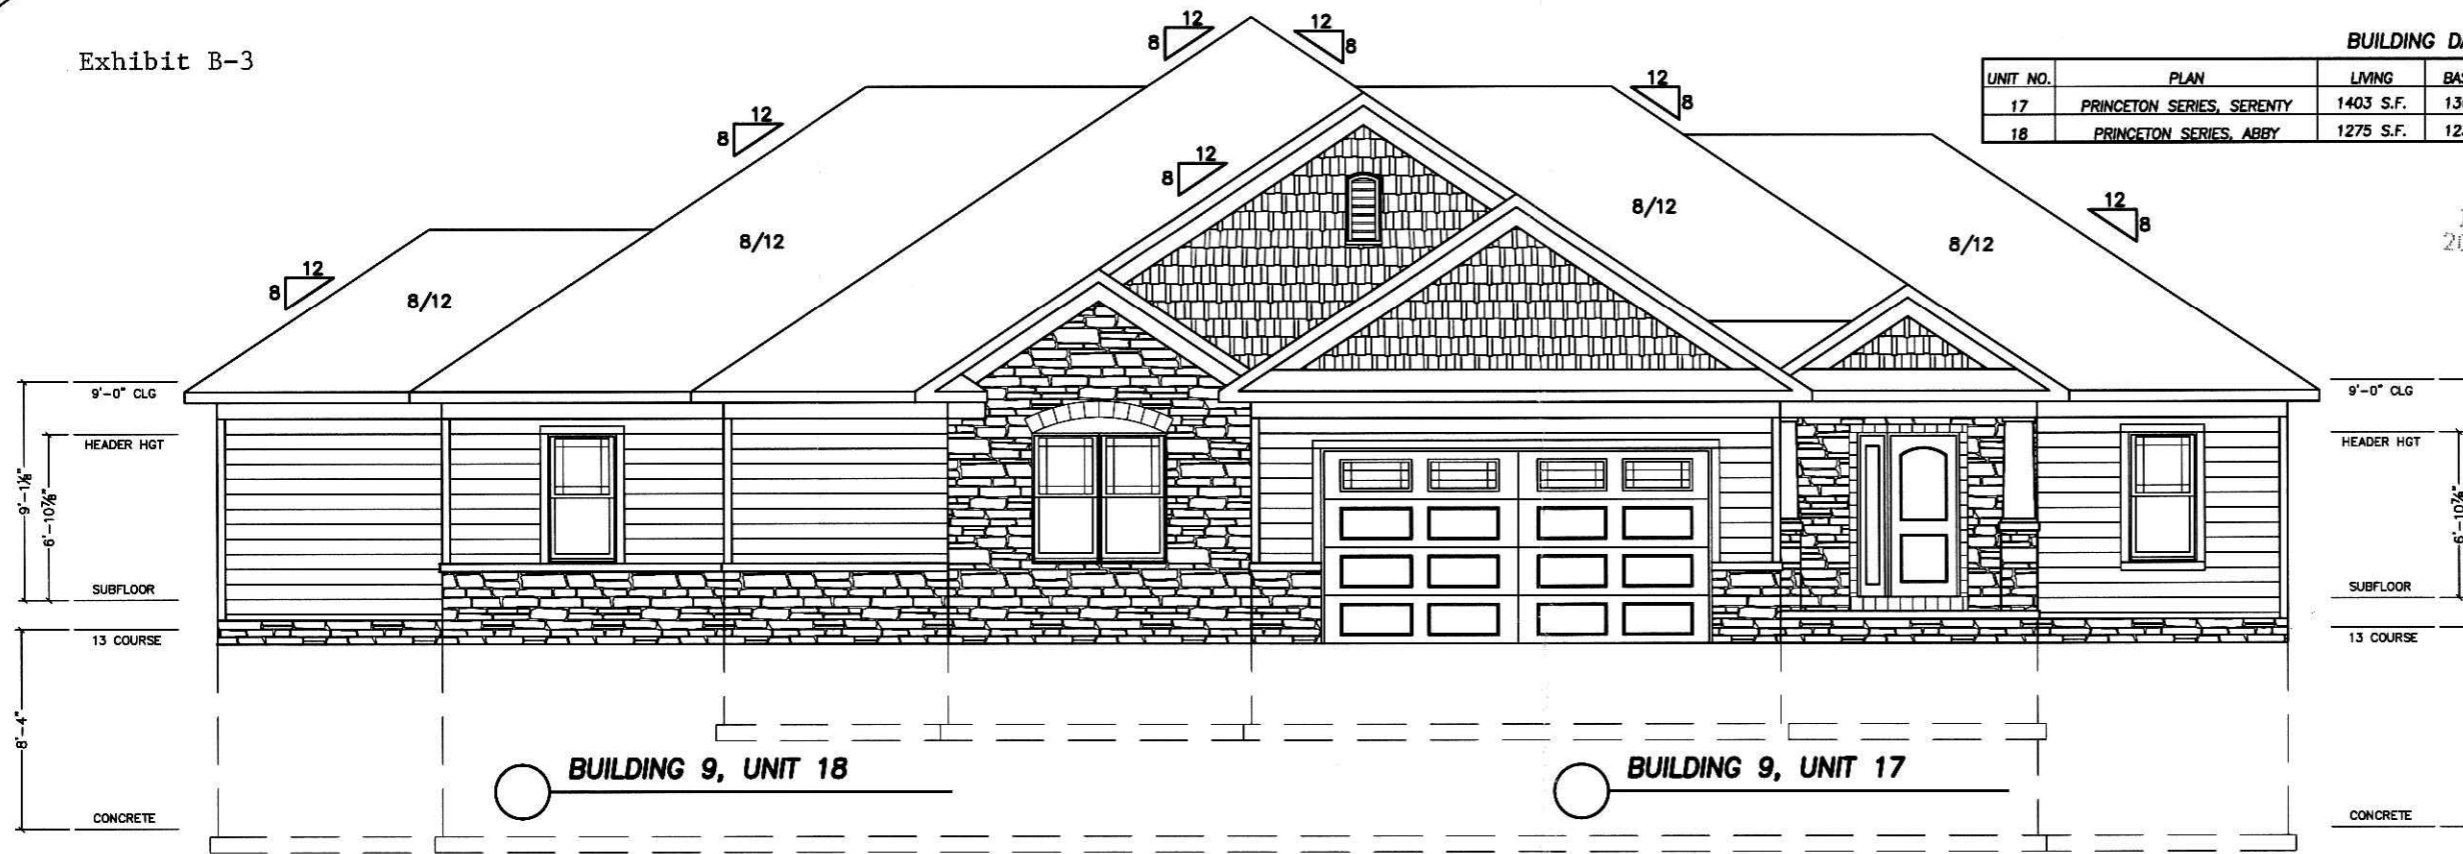 Exhibit B-3
BUILDING
UNIT NO. PLAN LIVING
17 PRINCETON SERIES, SERENTY 1403 S.F.
18 PRINCETON SERIES, ABBY 1275 S.F.
12
8
12
8
12
8
12
8
12
8
12
8
12
8
8/12
8/12
8/12
8/12
9'-0" CLG
HEADER HGT
SUBFLOOR
13 COURSE
CONCRETE
9'-1⅛"
6'-10⅞"
8'-4"
9'-0" CLG
HEADER HGT
SUBFLOOR
13 COURSE
CONCRETE
6'-10⅞"
BUILDING 9, UNIT 18
BUILDING 9, UNIT 17